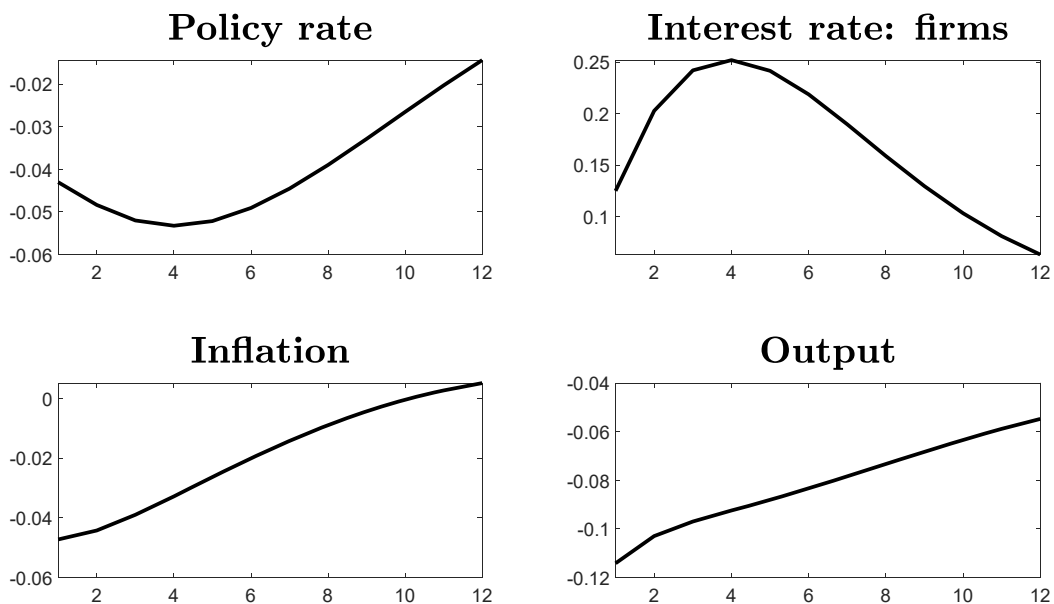 Policy rate
-0.02
-0.03
-0.04
-0.05
-0.06
2 4 6 8 10 12
Interest rate: firms
0.25
0.2
0.15
0.1
2 4 6 8 10 12
Inflation
0
-0.02
-0.04
-0.06
2 4 6 8 10 12
Output
-0.04
-0.06
-0.08
-0.1
-0.12
2 4 6 8 10 12